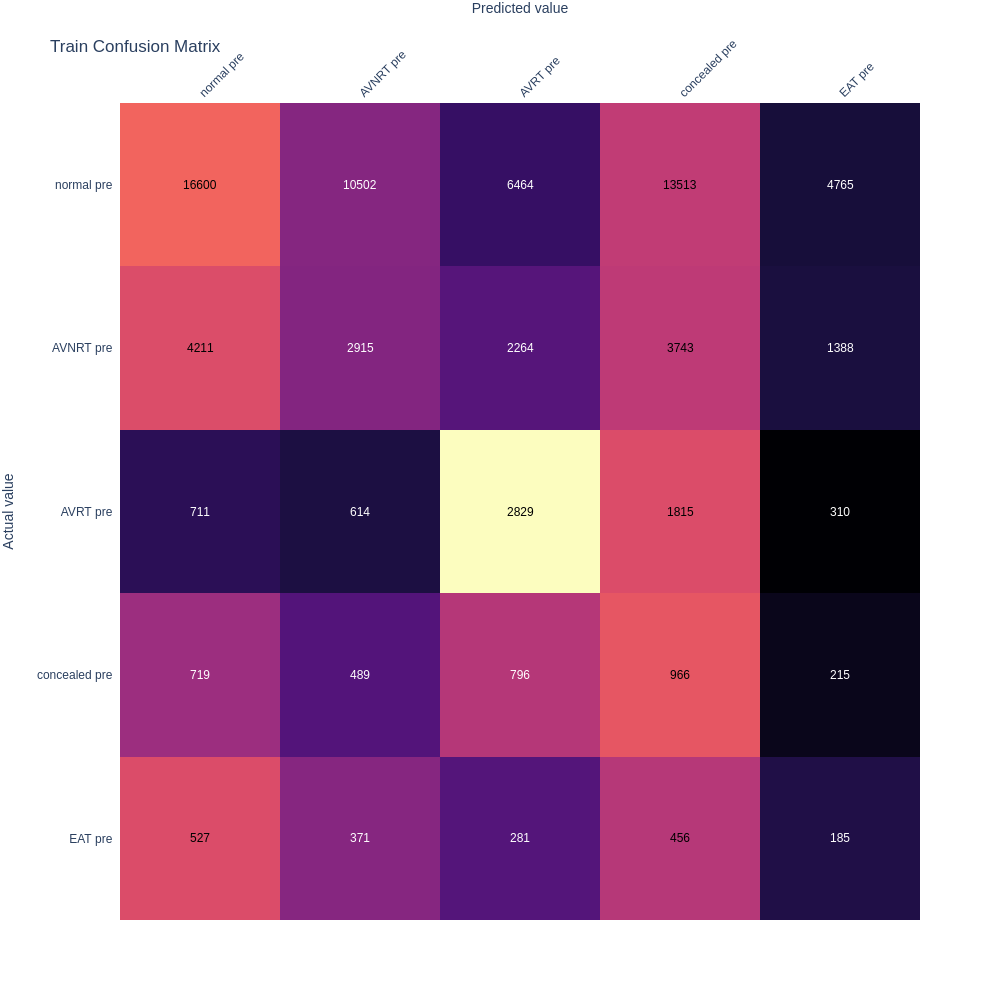 Predicted value
Train Confusion Matrix
normal pre AVNRT pre AVRT pre concealed pre EAT pre
normal pre 16600 10502 6464 13513 4765
AVNRT pre 4211 2915 2264 3743 1388
AVRT pre 711 614 2829 1815 310
concealed pre 719 489 796 966 215
EAT pre 527 371 281 456 185
Actual value